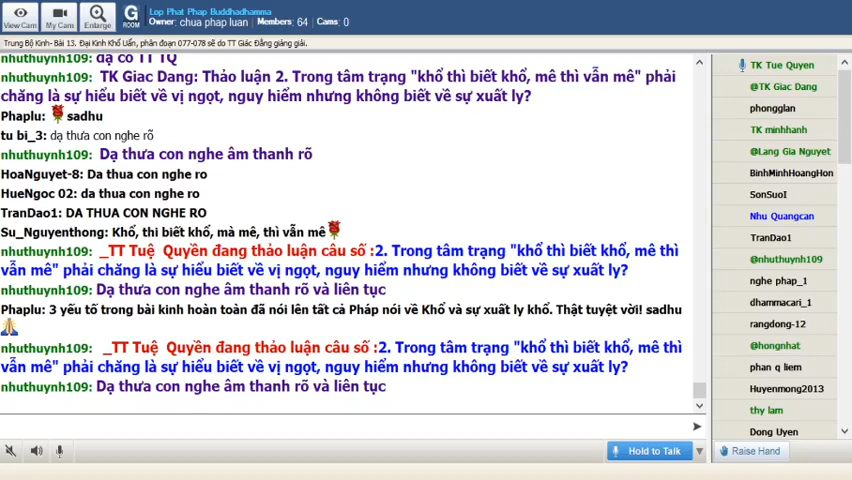 View Cam
My Cam
Enlarge
G
ROOM
Lop Phat Phap Buddhadhamma
Owner: chua phap luan Members: 64 Cams: 0
Trung Bộ Kinh- Bài 13. Đại Kinh Khổ Uẩn, phân đoạn 077-078 sẽ do TT Giác Đẳng giảng giải.
nhuthuynh109: dạ có TT TQ
nhuthuynh109: TK Giac Dang: Thảo luận 2. Trong tâm trạng "khổ thì biết khổ, mê thì vẫn mê" phải
chăng là sự hiểu biết về vị ngọt, nguy hiểm nhưng không biết về sự xuất ly?
Phaplu: sadhu
tu bi_3: dạ thưa con nghe rõ
nhuthuynh109: Dạ thưa con nghe âm thanh rõ
HoaNguyet-8: Da thua con nghe ro
HueNgoc 02: da thua con nghe ro
TranDao1: DA THUA CON NGHE RO
Su_Nguyenthong: Khổ, thì biết khổ, mà mê, thì vẫn mê
nhuthuynh109: _TT Tuệ Quyền đang thảo luận câu số :2. Trong tâm trạng "khổ thì biết khổ, mê thì
vẫn mê" phải chăng là sự hiểu biết về vị ngọt, nguy hiểm nhưng không biết về sự xuất ly?
nhuthuynh109: Dạ thưa con nghe âm thanh rõ và liên tục
Phaplu: 3 yếu tố trong bài kinh hoàn toàn đã nói lên tất cả Pháp nói về Khổ và sự xuất ly khổ. Thật tuyệt vời! sadhu
nhuthuynh109: _TT Tuệ Quyền đang thảo luận câu số :2. Trong tâm trạng "khổ thì biết khổ, mê thì
vẫn mê" phải chăng là sự hiểu biết về vị ngọt, nguy hiểm nhưng không biết về sự xuất ly?
nhuthuynh109: Dạ thưa con nghe âm thanh rõ và liên tục
Hold to Talk
TK Tue Quyen
@TK Giac Dang
phongglan
TK minhhanh
@Lang Gia Nguyet
BinhMinhHoangHon
SonSuoI
Nhu Quangcan
TranDao1
@nhuthuynh109
nghe phap_1
dhammacari_1
rangdong-12
@hongnhat
phan q liem
Huyenmong2013
thy lam
Dong Uyen
Raise Hand